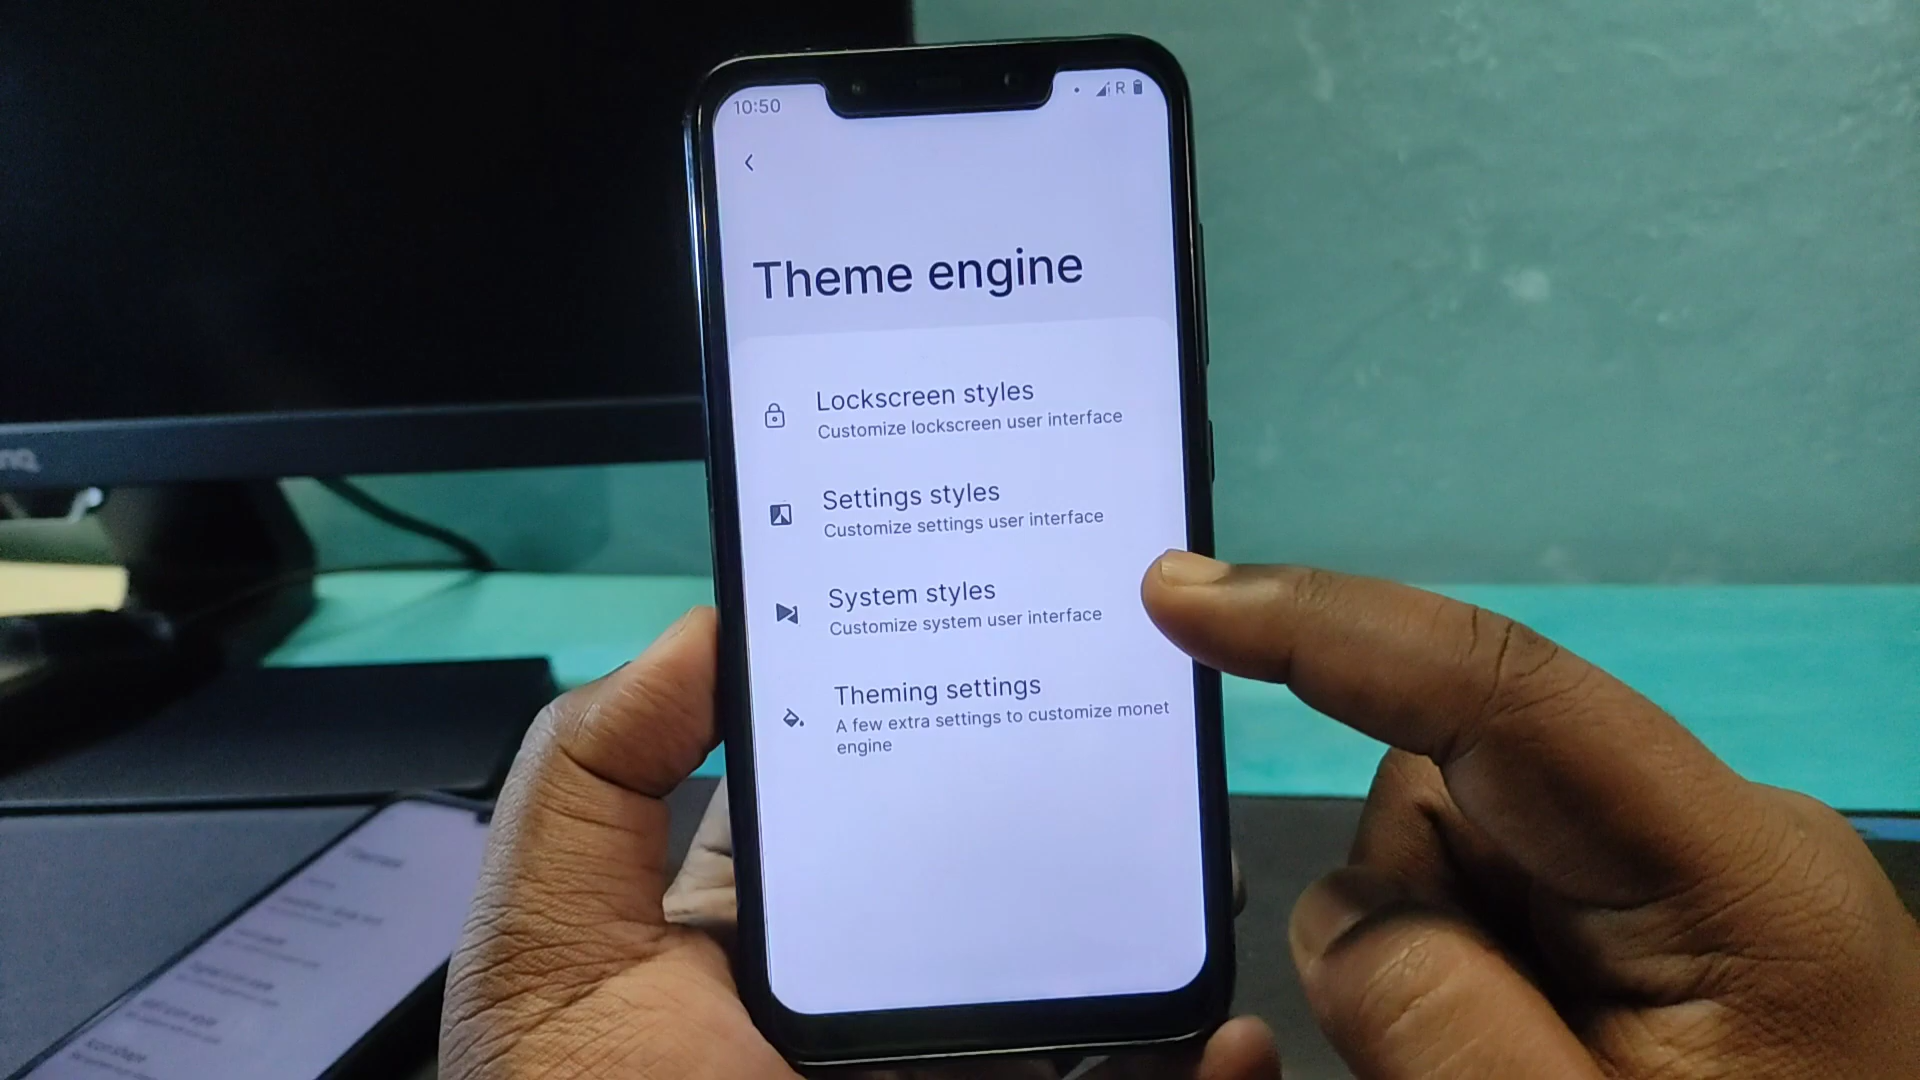 10:50
R
Theme engine
Lockscreen styles
Customize lockscreen user interface
Settings styles
Customize settings user interface
System styles
Customize system user interface
Theming settings
A few extra settings to customize monet
engine